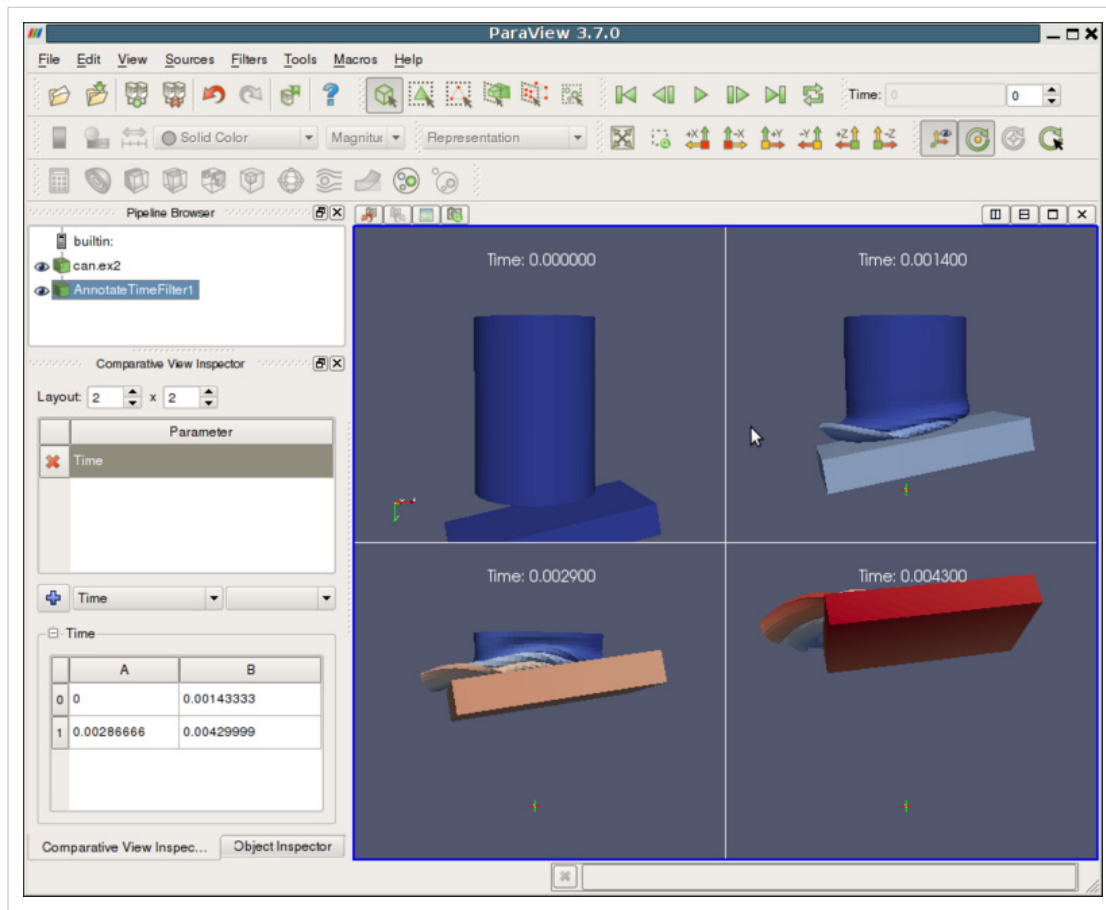 ParaView 3.7.0
File Edit View Sources Filters Tools Macros Help
Time: 0 0
Solid Color Magnitu Representation +X -X +Y -Y +Z -Z
Pipeline Browser
builtin:
can.ex2
AnnotateTimeFilter1
Comparative View Inspector
Layout: 2 x 2
Parameter
Time
Time
Time
A B
0 0 0.00143333
1 0.00286666 0.00429999
Comparative View Inspec... Object Inspector
Time: 0.000000
Time: 0.001400
Time: 0.002900
Time: 0.004300